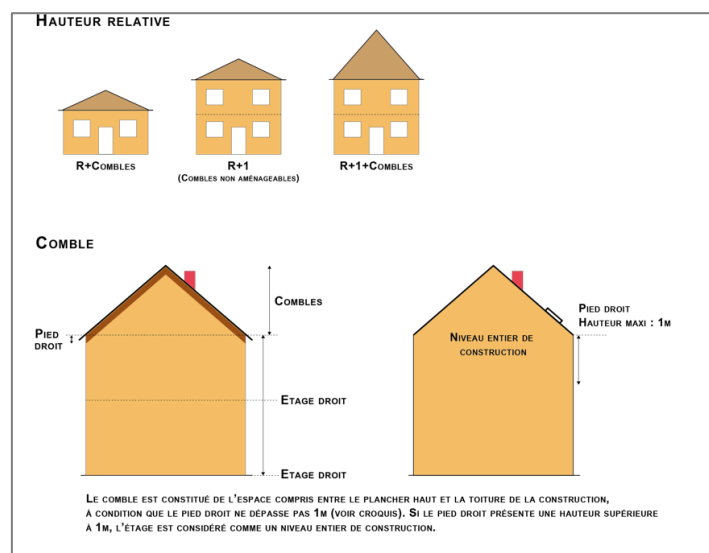 HAUTEUR RELATIVE
R+COMBLES
R+1
(COMBLES NON AMÉNAGEABLES)
R+1+COMBLES
COMBLE
COMBLES
PIED
DROIT
ETAGE DROIT
ETAGE DROIT
PIED DROIT
HAUTEUR MAXI : 1M
NIVEAU ENTIER DE
CONSTRUCTION
LE COMBLE EST CONSTITUÉ DE L'ESPACE COMPRIS ENTRE LE PLANCHER HAUT ET LA TOITURE DE LA CONSTRUCTION,
À CONDITION QUE LE PIED DROIT NE DÉPASSE PAS 1M (VOIR CROQUIS). SI LE PIED DROIT PRÉSENTE UNE HAUTEUR SUPÉRIEURE
À 1M, L'ÉTAGE EST CONSIDÉRÉ COMME UN NIVEAU ENTIER DE CONSTRUCTION.